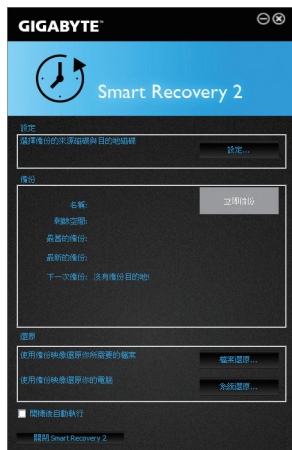 GIGABYTE™
Smart Recovery 2
設定
選擇備份的來源磁碟與目的地磁碟
設定...
備份
立即備份
名稱:
剩餘空間:
最舊的備份:
最新的備份:
下一次備份: 沒有備份目的地!
還原
使用備份映像還原你所需要的檔案
檔案還原...
使用備份映像還原你的電腦
系統還原...
開機後自動執行
關閉 Smart Recovery 2